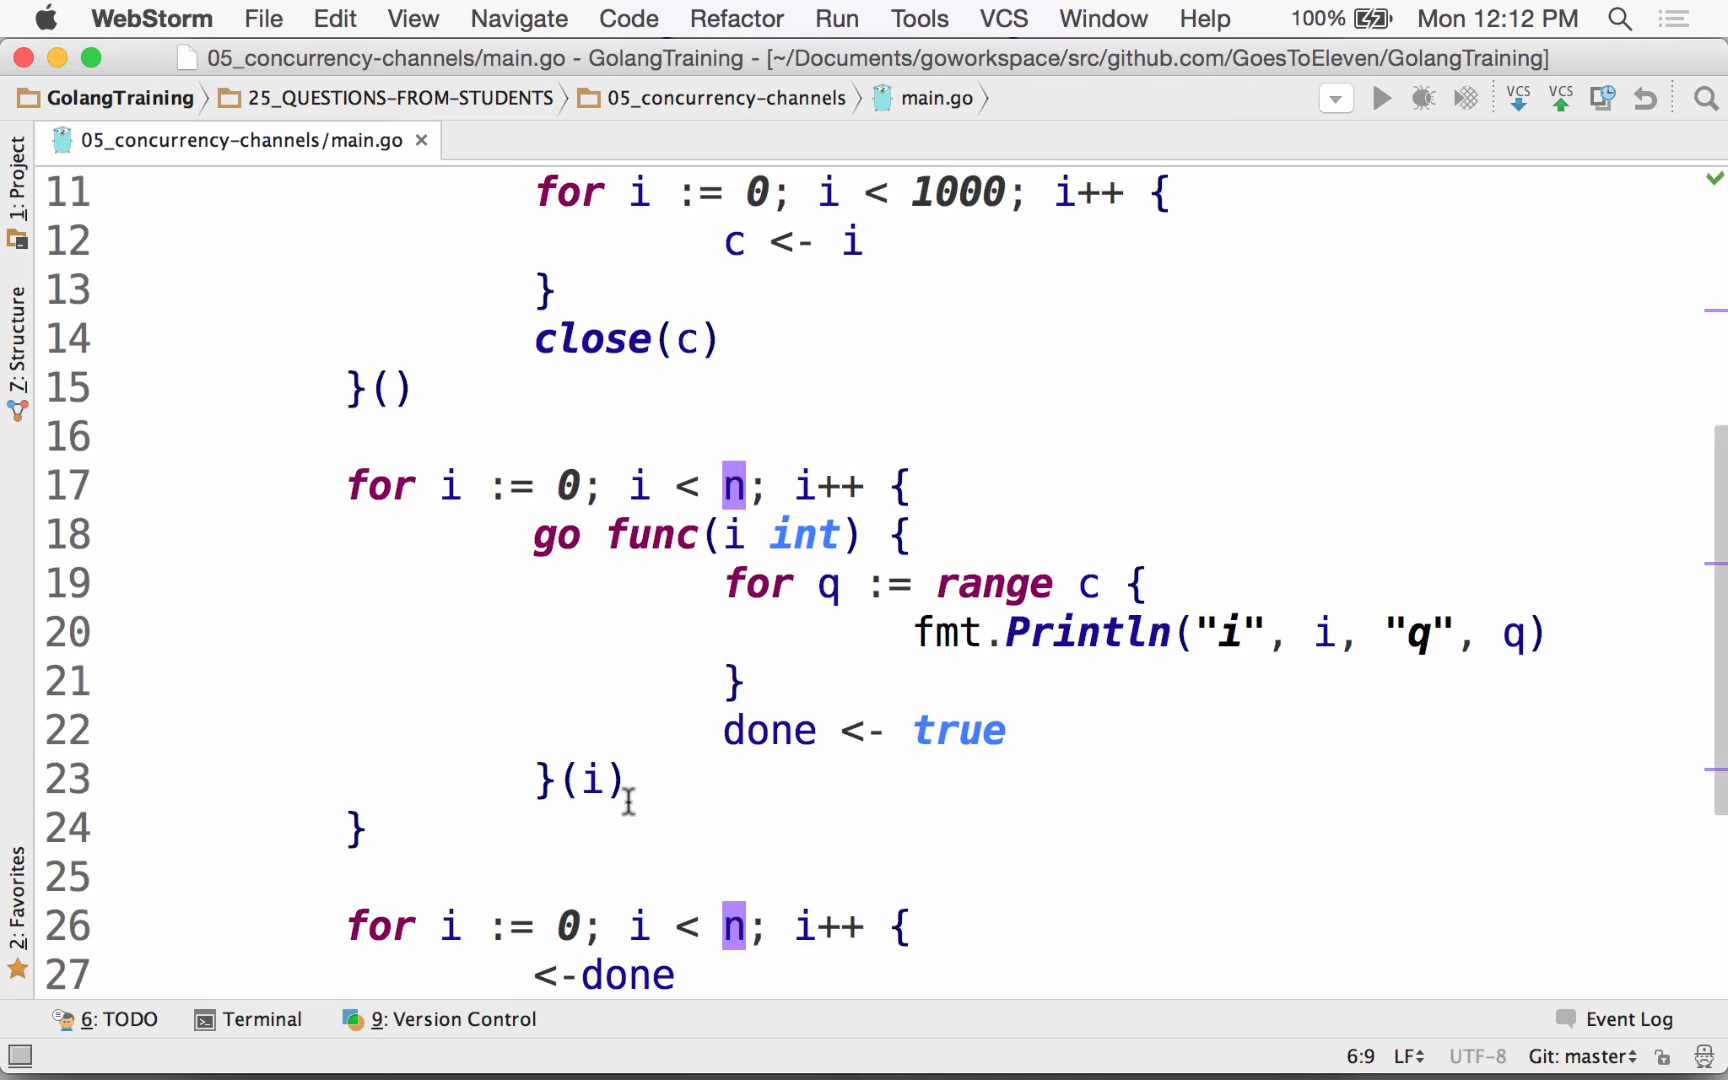 WebStorm File Edit View Navigate Code Refactor Run Tools VCS Window Help 100% Mon 12:12 PM
05_concurrency-channels/main.go - GolangTraining - [~/Documents/goworkspace/src/github.com/GoesToEleven/GolangTraining]
GolangTraining 25_QUESTIONS-FROM-STUDENTS 05_concurrency-channels main.go VCS VCS
05_concurrency-channels/main.go
1: Project
7: Structure
2: Favorites
11 for i := 0; i < 1000; i++ {
12 c <- i
13 }
14 close(c)
15 }()
16
17 for i := 0; i < n; i++ {
18 go func(i int) {
19 for q := range c {
20 fmt.Println("i", i, "q", q)
21 }
22 done <- true
23 }(i)
24 }
25
26 for i := 0; i < n; i++ {
27 <-done
6: TODO Terminal 9: Version Control Event Log
6:9 LF UTF-8 Git: master